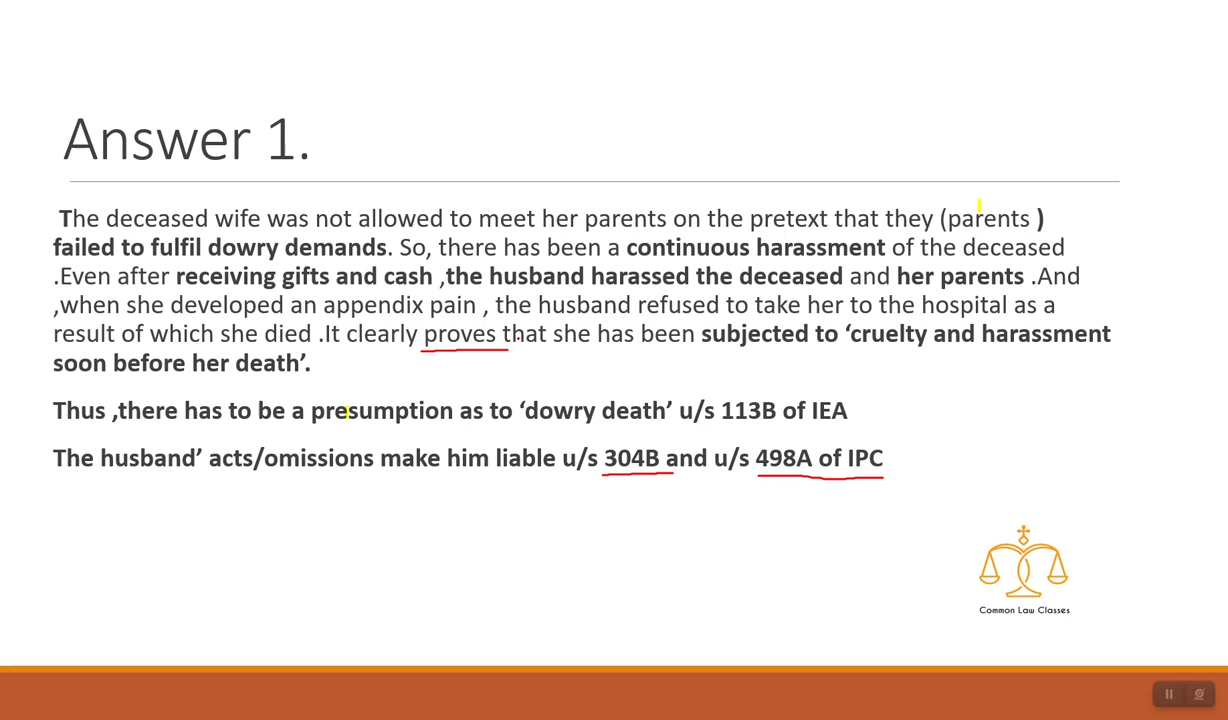 Answer 1.
The deceased wife was not allowed to meet her parents on the pretext that they (parents )
failed to fulfil dowry demands. So, there has been a continuous harassment of the deceased
.Even after receiving gifts and cash ,the husband harassed the deceased and her parents .And
,when she developed an appendix pain , the husband refused to take her to the hospital as a
result of which she died .It clearly proves that she has been subjected to ‘cruelty and harassment
soon before her death’.
Thus ,there has to be a presumption as to ‘dowry death’ u/s 113B of IEA
The husband’ acts/omissions make him liable u/s 304B and u/s 498A of IPC
Common Law Classes